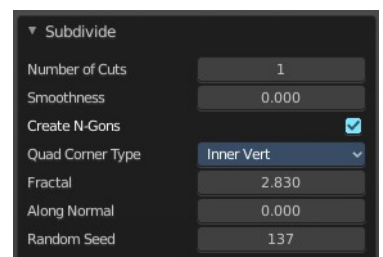 Subdivide
Number of Cuts 1
Smoothness 0.000
Create N-Gons
Quad Corner Type Inner Vert
Fractal 2.830
Along Normal 0.000
Random Seed 137